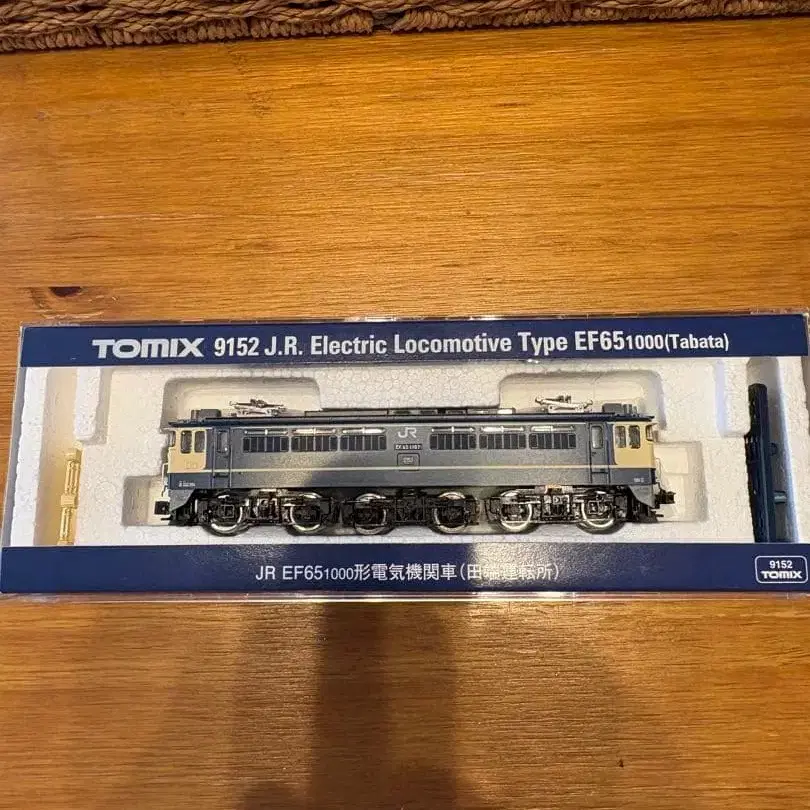 TOMIX 9152 J.R. Electric Locomotive Type EF651000(Tabata)
JR
JR EF651000形電気機関車(田端運転所)
9152
TOMIX